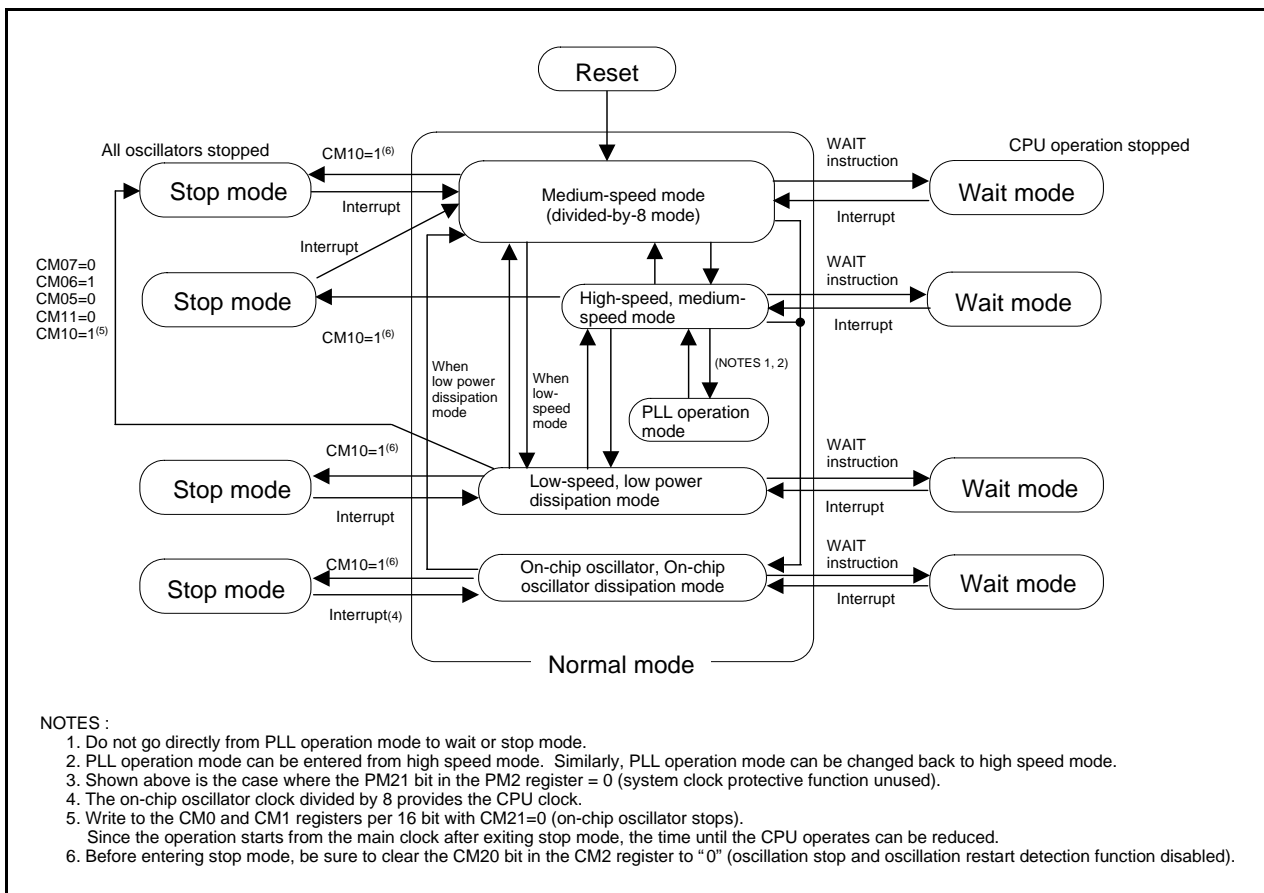 Reset
All oscillators stopped
CM10=1(6)
WAIT
instruction
CPU operation stopped
Stop mode
Medium-speed mode
(divided-by-8 mode)
Wait mode
Interrupt
Interrupt
Interrupt
CM07=0
CM06=1
CM05=0
CM11=0
CM10=1(5)
WAIT
instruction
Stop mode
High-speed, medium-
speed mode
Wait mode
CM10=1(6)
Interrupt
When
low power
dissipation
mode
When
low-
speed
mode
(NOTES 1, 2)
PLL operation
mode
CM10=1(6)
WAIT
instruction
Stop mode
Low-speed, low power
dissipation mode
Wait mode
Interrupt
Interrupt
CM10=1(6)
WAIT
instruction
Stop mode
On-chip oscillator, On-chip
oscillator dissipation mode
Wait mode
Interrupt(4)
Interrupt
Normal mode
NOTES :
1. Do not go directly from PLL operation mode to wait or stop mode.
2. PLL operation mode can be entered from high speed mode. Similarly, PLL operation mode can be changed back to high speed mode.
3. Shown above is the case where the PM21 bit in the PM2 register = 0 (system clock protective function unused).
4. The on-chip oscillator clock divided by 8 provides the CPU clock.
5. Write to the CM0 and CM1 registers per 16 bit with CM21=0 (on-chip oscillator stops).
Since the operation starts from the main clock after exiting stop mode, the time until the CPU operates can be reduced.
6. Before entering stop mode, be sure to clear the CM20 bit in the CM2 register to “0” (oscillation stop and oscillation restart detection function disabled).